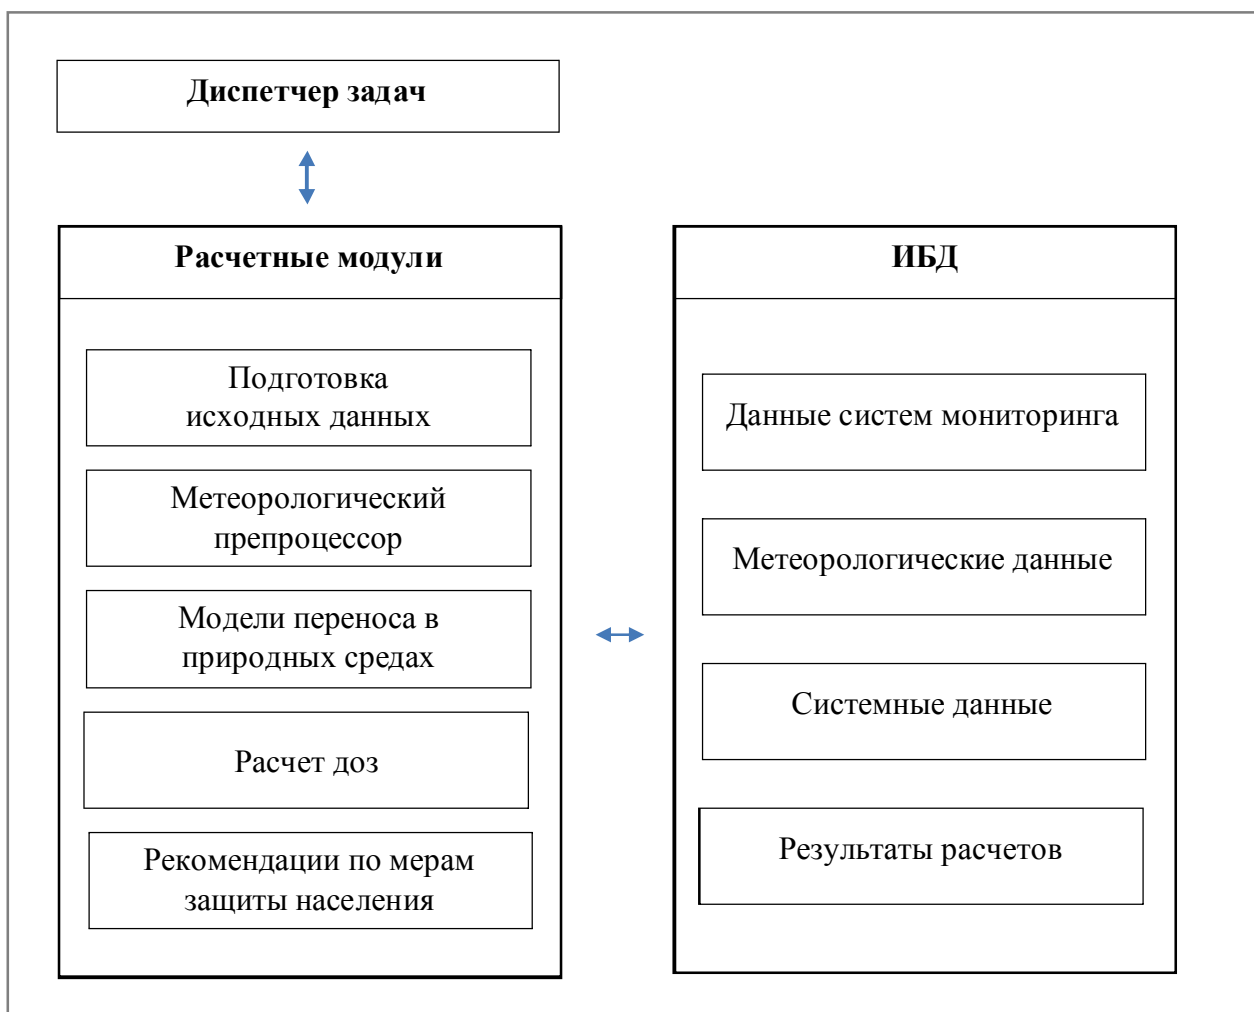 Диспетчер задач
Расчетные модули
Подготовка
исходных данных
Метеорологический
препроцессор
Модели переноса в
природных средах
Расчет доз
Рекомендации по мерам
защиты населения
ИБД
Данные систем мониторинга
Метеорологические данные
Системные данные
Результаты расчетов